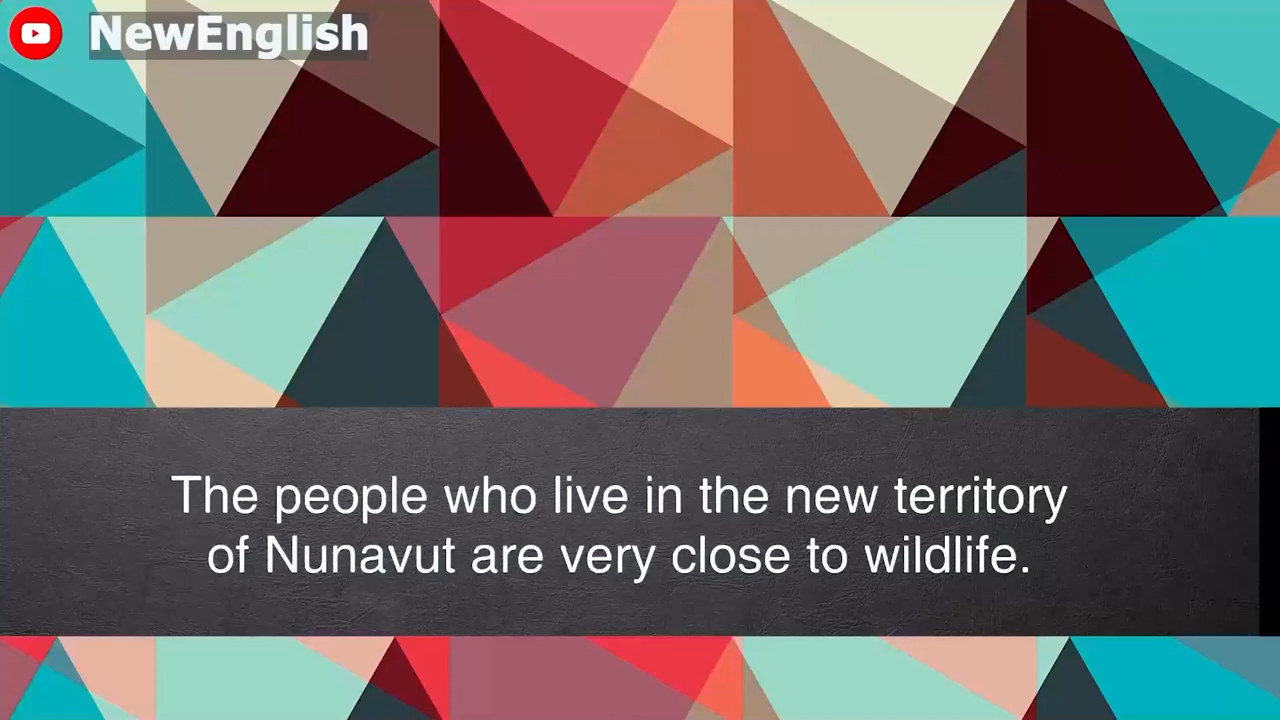 NewEnglish
The people who live in the new territory
of Nunavut are very close to wildlife.